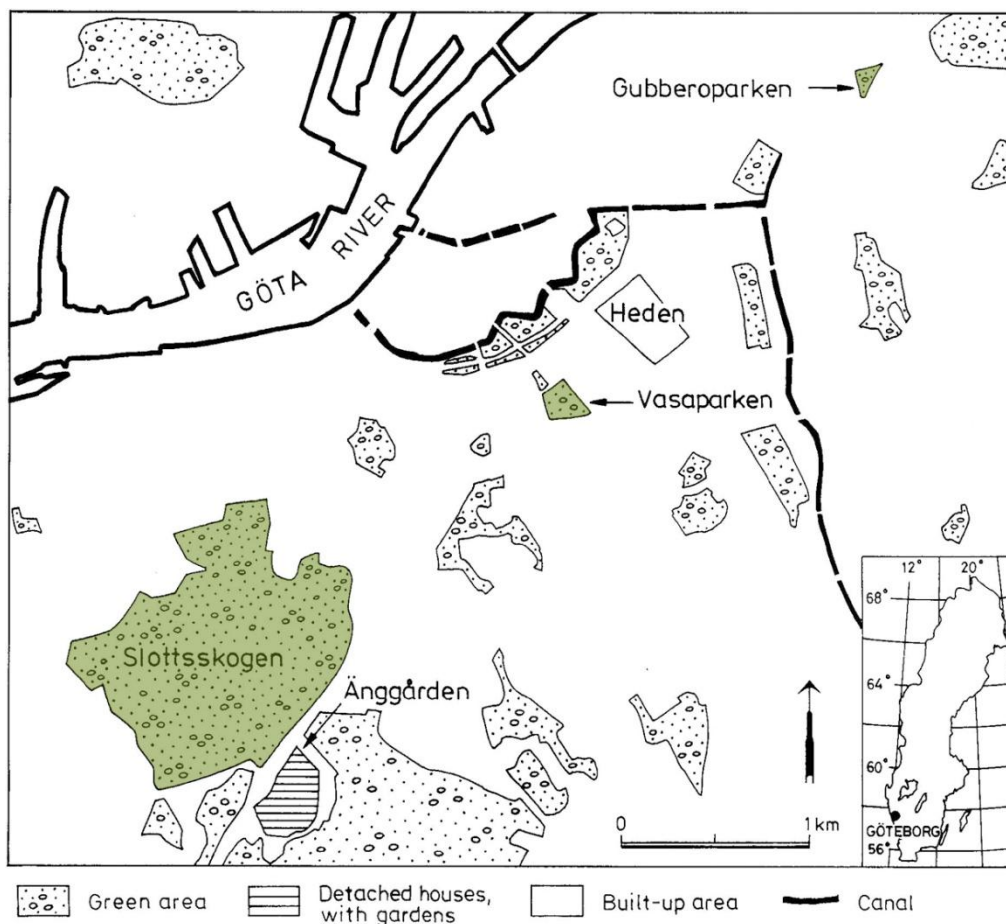 Gubberoparken
GÖTA RIVER
Heden
Vasaparken
Slottsskogen
Änggården
12° 20°
68°
64°
60°
GÖTEBORG
56°
0 1 km
Green area
Detached houses,
with gardens
Built-up area
Canal